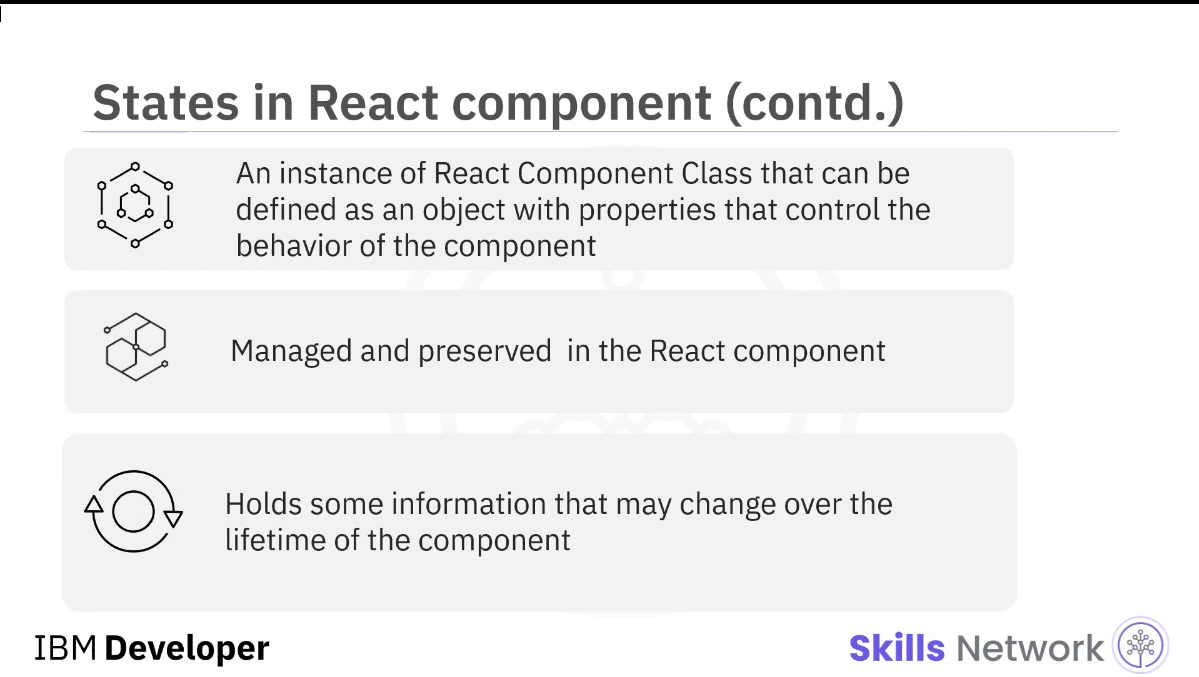 States in React component (contd.)
An instance of React Component Class that can be
defined as an object with properties that control the
behavior of the component
Managed and preserved  in the React component
Holds some information that may change over the
lifetime of the component
IBM Developer
Skills Network